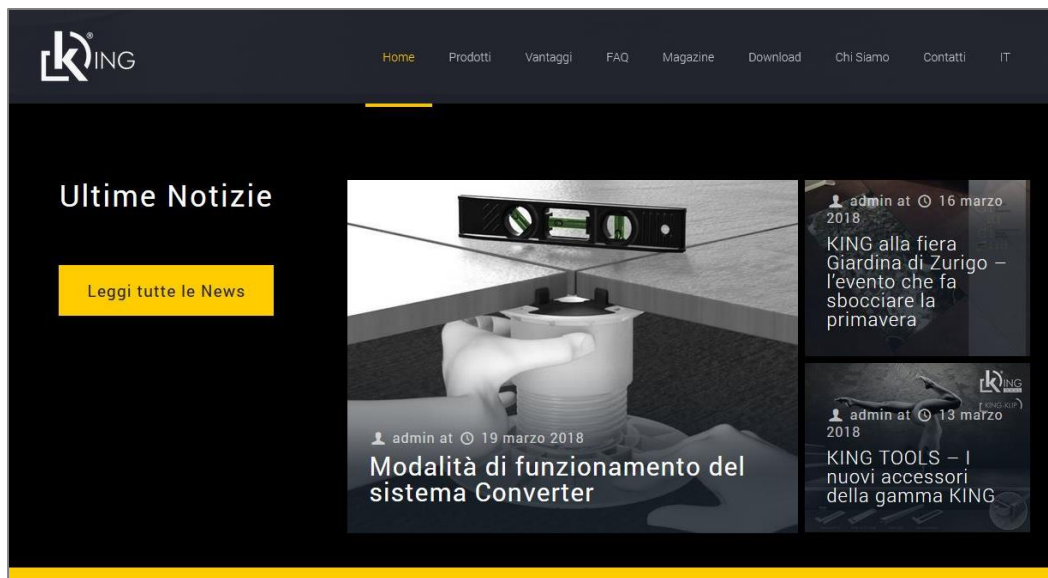 KING®
Home Prodotti Vantaggi FAQ Magazine Download Chi Siamo Contatti IT
Ultime Notizie
Leggi tutte le News
admin at 19 marzo 2018
Modalità di funzionamento del
sistema Converter
admin at 16 marzo
2018
KING alla fiera
Giardina di Zurigo –
l'evento che fa
sbocciare la
primavera
KING
KING-KLIP
admin at 13 marzo
2018
KING TOOLS – I
nuovi accessori
della gamma KING